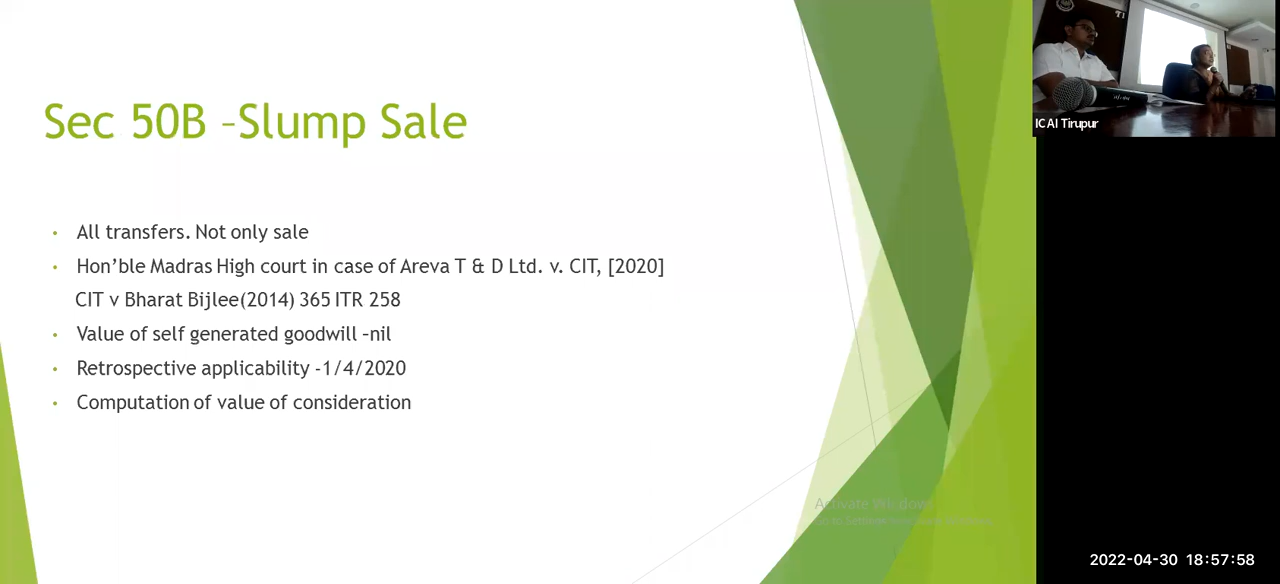 Sec 50B –Slump Sale
• All transfers. Not only sale
• Hon’ble Madras High court in case of Areva T & D Ltd. v. CIT, [2020]
CIT v Bharat Bijlee(2014) 365 ITR 258
• Value of self generated goodwill –nil
• Retrospective applicability -1/4/2020
• Computation of value of consideration
Activate Windows
ICAI Tirupur
2022-04-30 18:57:58